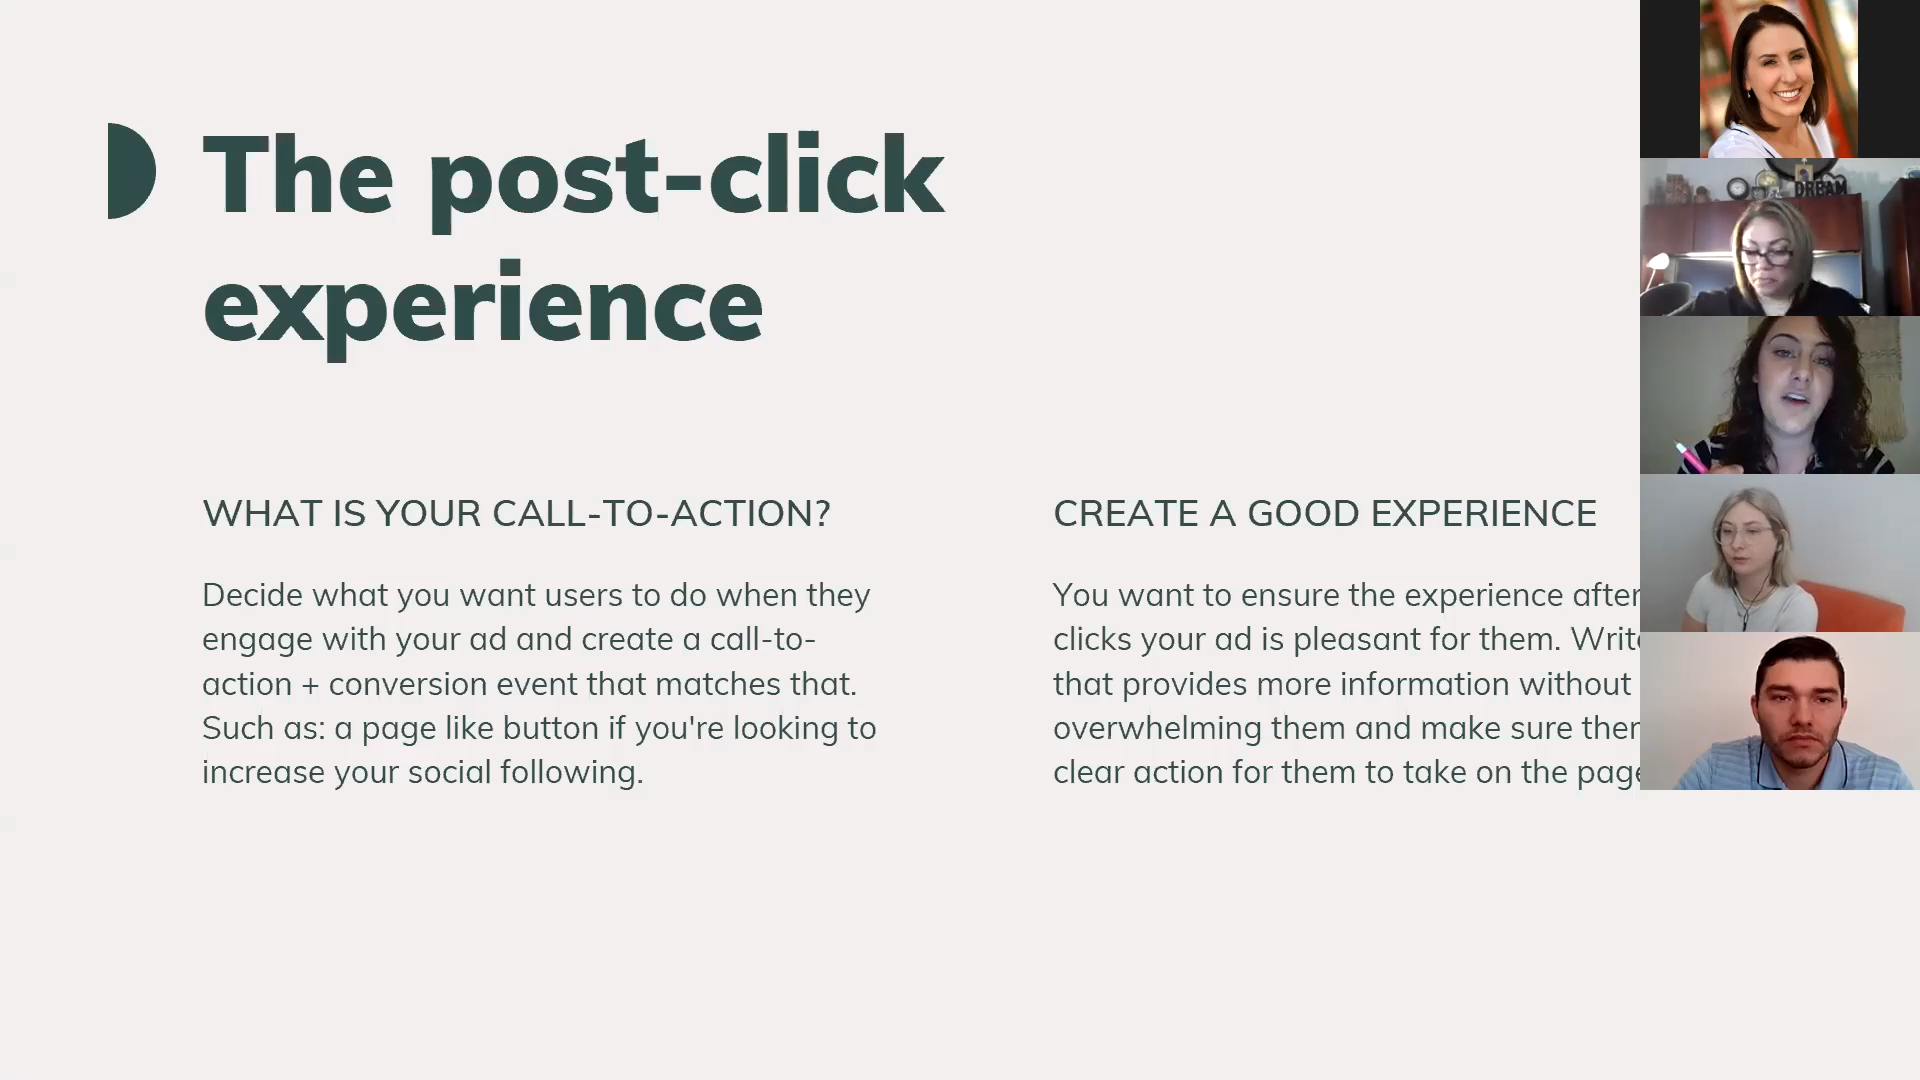 The post-click
experience
WHAT IS YOUR CALL-TO-ACTION?
Decide what you want users to do when they
engage with your ad and create a call-to-
action + conversion event that matches that.
Such as: a page like button if you're looking to
increase your social following.
CREATE A GOOD EXPERIENCE
You want to ensure the experience after
clicks your ad is pleasant for them.
that provides more information without
overwhelming them and make sure
clear action for them to take on the page
DREAM